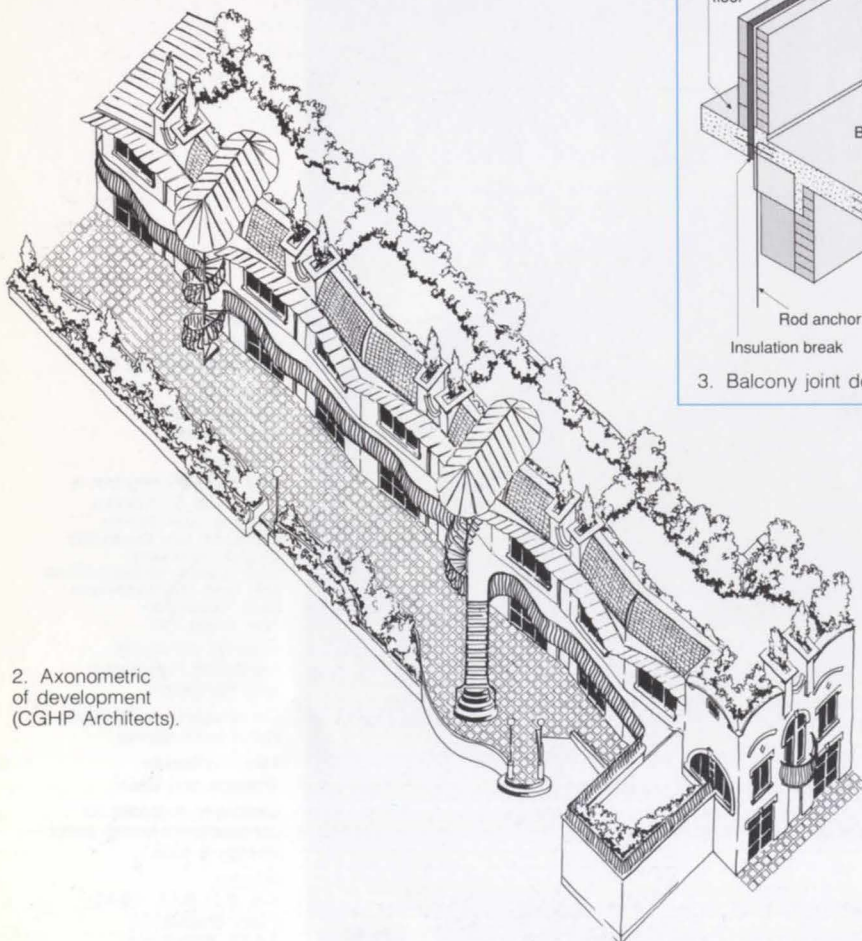 floor
B
Rod anchor
Insulation break
3. Balcony joint de
2. Axonometric
of development
(CGHP Architects).